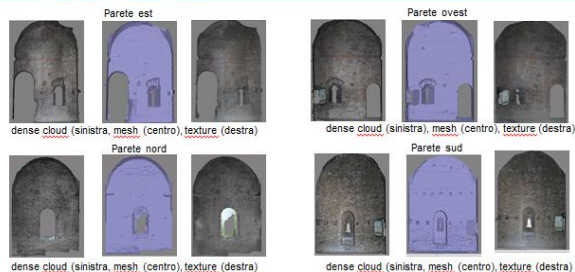 Parete est
Parete ovest
dense cloud (sinistra, mesh (centro), texture (destra)
dense cloud (sinistra), mesh (centro), texture (destra)
Parete nord
Parete sud
dense cloud (sinistra, mesh (centro), texture (destra)
dense cloud (sinistra, mesh (centro), texture (destra)